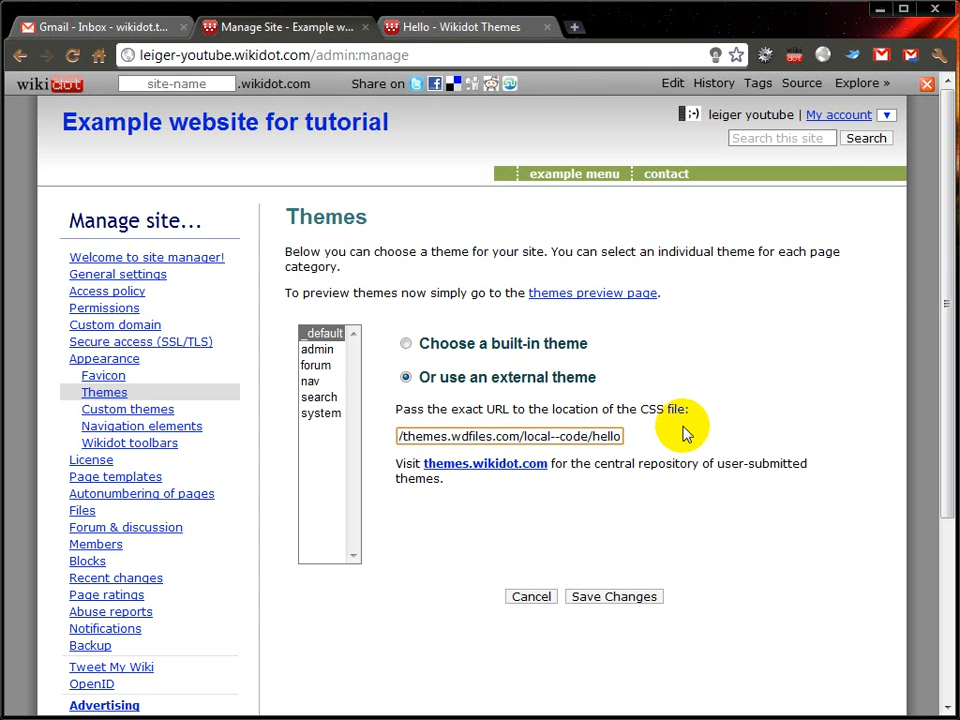 Gmail - Inbox - wikidot.t...
Manage Site - Example w...
Hello - Wikidot Themes
leiger-youtube.wikidot.com/admin:manage
wikidot
site-name
.wikidot.com
Share on
Edit
History
Tags
Source
Explore »
Example website for tutorial
leiger youtube | My account
Search this site
Search
example menu
contact
Manage site...
Welcome to site manager!
General settings
Access policy
Permissions
Custom domain
Secure access (SSL/TLS)
Appearance
Favicon
Themes
Custom themes
Navigation elements
Wikidot toolbars
License
Page templates
Autonumbering of pages
Files
Forum & discussion
Members
Blocks
Recent changes
Page ratings
Abuse reports
Notifications
Backup
Tweet My Wiki
OpenID
Advertising
Themes
Below you can choose a theme for your site. You can select an individual theme for each page
category.
To preview themes now simply go to the themes preview page.
_default
admin
forum
nav
search
system
Choose a built-in theme
Or use an external theme
Pass the exact URL to the location of the CSS file:
/themes.wdfiles.com/local--code/hello
Visit themes.wikidot.com for the central repository of user-submitted
themes.
Cancel
Save Changes